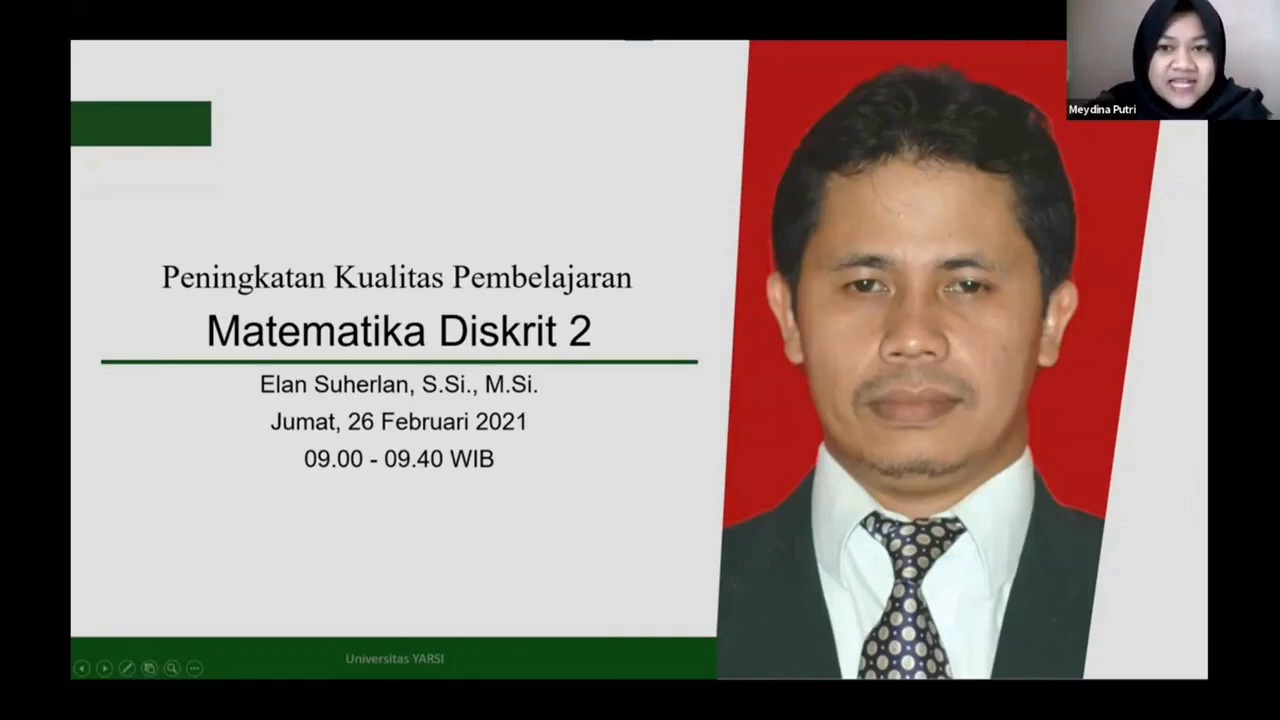 Meydina Putri
Peningkatan Kualitas Pembelajaran
Matematika Diskrit 2
Elan Suherlan, S.Si., M.Si.
Jumat, 26 Februari 2021
09.00 - 09.40 WIB
Universitas YARSI